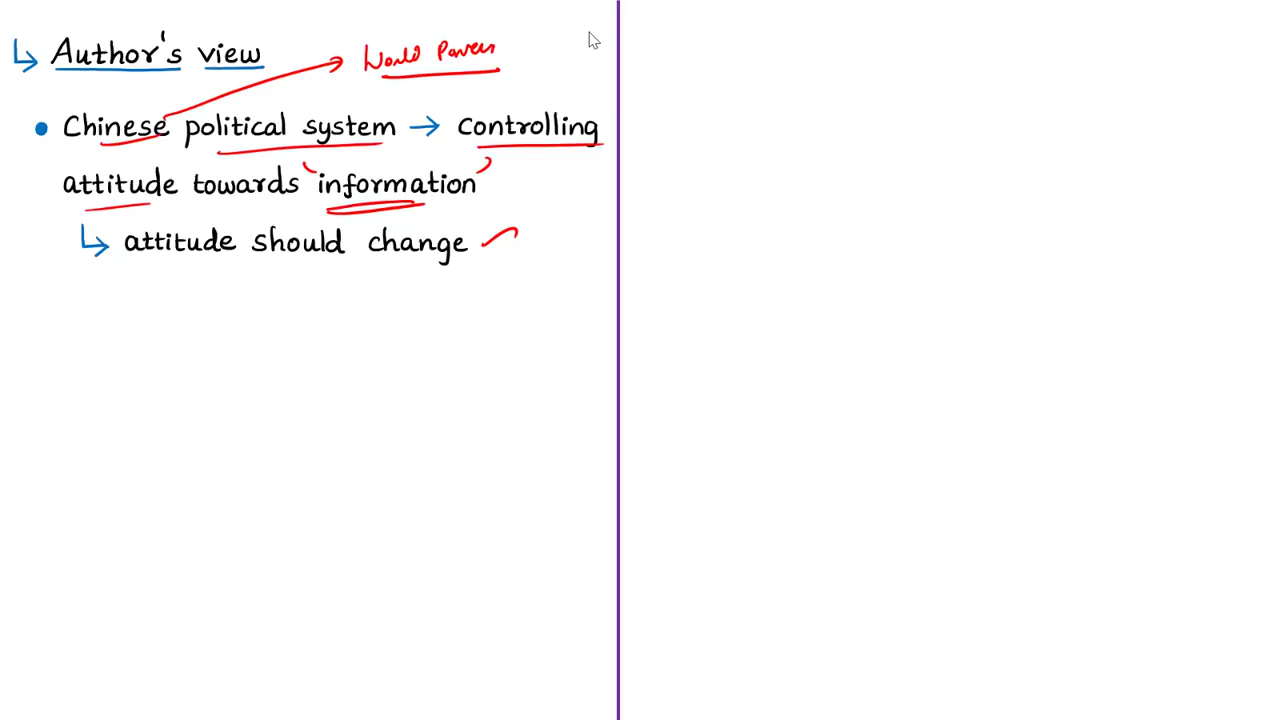 ↳ Author's view
World Powers
• Chinese political system → controlling
attitude towards information
↳ attitude should change